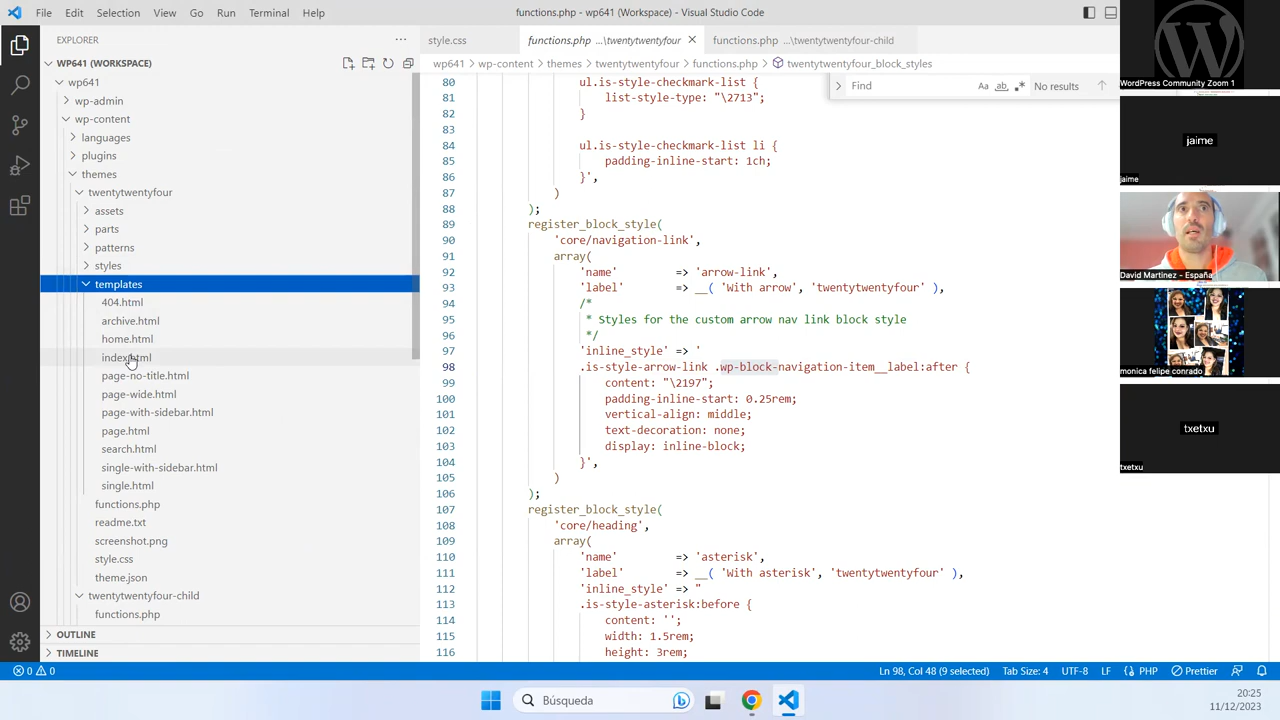 File Edit Selection View Go Run Terminal Help
functions.php - wp641 (Workspace) - Visual Studio Code
EXPLORER
WP641 (WORKSPACE)
wp641
wp-admin
wp-content
languages
plugins
themes
twentytwentyfour
assets
parts
patterns
styles
templates
404.html
archive.html
home.html
index.html
page-no-title.html
page-wide.html
page-with-sidebar.html
page.html
search.html
single-with-sidebar.html
single.html
functions.php
readme.txt
screenshot.png
style.css
theme.json
twentytwentyfour-child
functions.php
OUTLINE
TIMELINE
style.css functions.php ...\twentytwentyfour functions.php ...\twentytwentyfour-child
wp641 > wp-content > themes > twentytwentyfour > functions.php > twentytwentyfour_block_styles
Find Aa ab No results
80 ul.is-style-checkmark-list {
81 list-style-type: "\2713";
82 }
83
84 ul.is-style-checkmark-list li {
85 padding-inline-start: 1ch;
86 }',
87 )
88 );
89 register_block_style(
90 'core/navigation-link',
91 array(
92 'name' => 'arrow-link',
93 'label' => __( 'With arrow', 'twentytwentyfour' ),
94 /*
95 * Styles for the custom arrow nav link block style
96 */
97 'inline_style' => '
98 .is-style-arrow-link .wp-block-navigation-item__label:after {
99 content: "\2197";
100 padding-inline-start: 0.25rem;
101 vertical-align: middle;
102 text-decoration: none;
103 display: inline-block;
104 }',
105 )
106 );
107 register_block_style(
108 'core/heading',
109 array(
110 'name' => 'asterisk',
111 'label' => __( 'With asterisk', 'twentytwentyfour' ),
112 'inline_style' => "
113 .is-style-asterisk:before {
114 content: '';
115 width: 1.5rem;
116 height: 3rem;
WordPress Community Zoom 1
jaime
jaime
David Martínez - España
monica felipe conrado
txetxu
txetxu
0 0 Ln 98, Col 48 (9 selected) Tab Size: 4 UTF-8 LF PHP Prettier
Búsqueda
20:25
11/12/2023